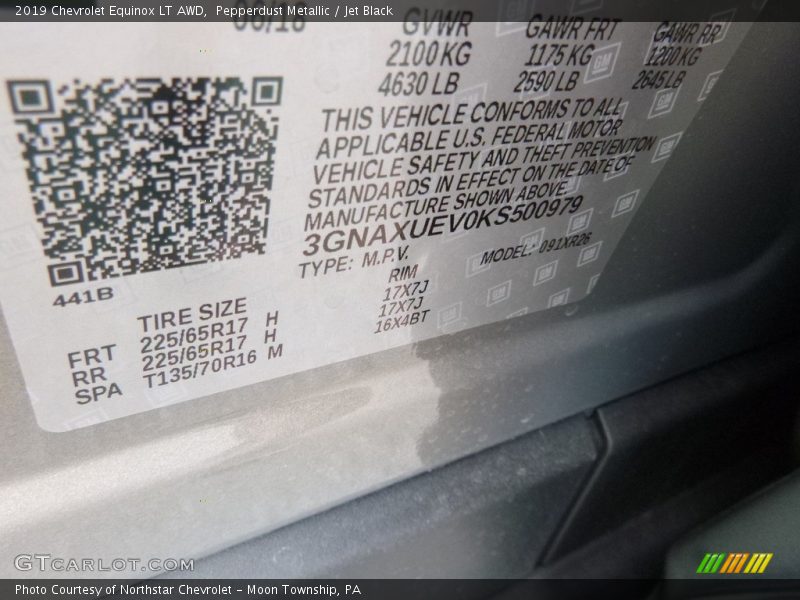 2019 Chevrolet Equinox LT AWD, Pepperdust Metallic / Jet Black
06/18 GVWR GAWR FRT GAWR RR
2100 KG 1175 KG 1200 KG
4630 LB 2590 LB 2645 LB
THIS VEHICLE CONFORMS TO ALL
APPLICABLE U.S. FEDERAL MOTOR
VEHICLE SAFETY AND THEFT PREVENTION
STANDARDS IN EFFECT ON THE DATE OF
MANUFACTURE SHOWN ABOVE
3GNAXUEV0KS500979
TYPE: M.P.V. MODEL: 091XR26
441B
TIRE SIZE RIM
FRT 225/65R17 H 17X7J
RR 225/65R17 H 17X7J
SPA T135/70R16 M 16X4BT
GTCARLOT.COM
Photo Courtesy of Northstar Chevrolet – Moon Township, PA